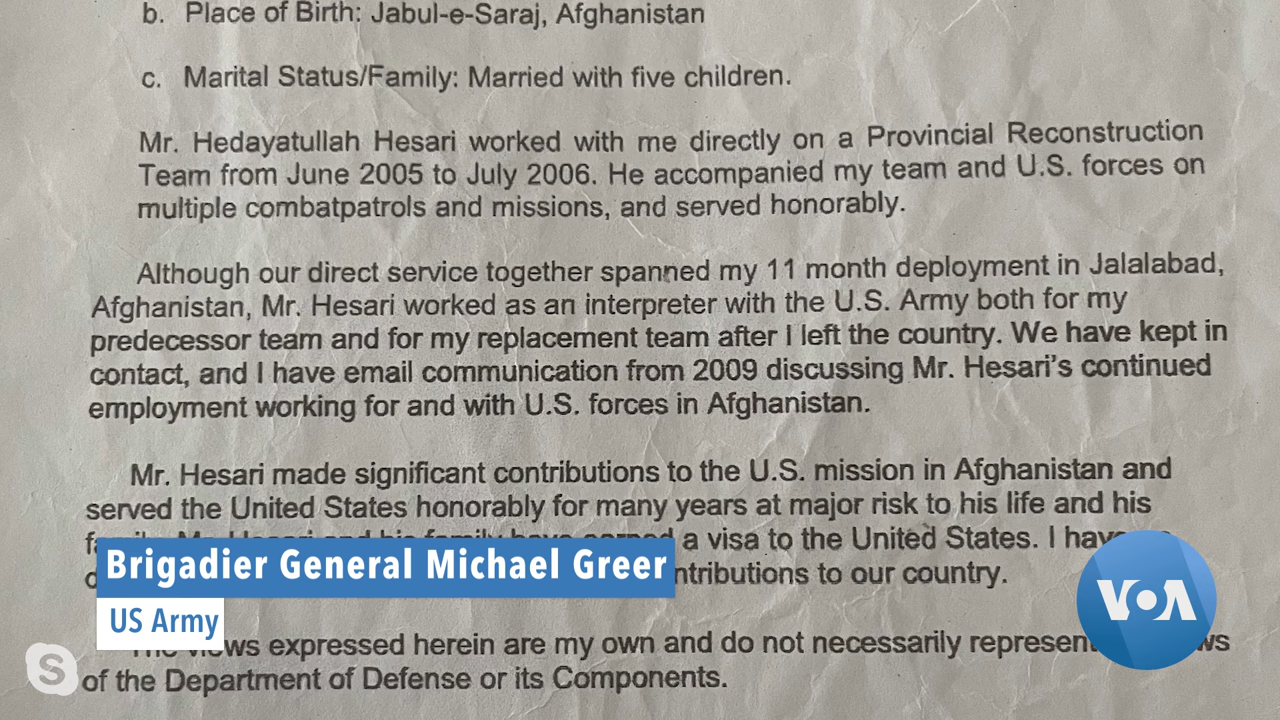 b. Place of Birth: Jabul-e-Saraj, Afghanistan
c. Marital Status/Family: Married with five children.
Mr. Hedayatullah Hesari worked with me directly on a Provincial Reconstruction
Team from June 2005 to July 2006. He accompanied my team and U.S. forces on
multiple combatpatrols and missions, and served honorably.
Although our direct service together spanned my 11 month deployment in Jalalabad,
Afghanistan, Mr. Hesari worked as an interpreter with the U.S. Army both for my
predecessor team and for my replacement team after I left the country. We have kept in
contact, and I have email communication from 2009 discussing Mr. Hesari's continued
employment working for and with U.S. forces in Afghanistan.
Mr. Hesari made significant contributions to the U.S. mission in Afghanistan and
served the United States honorably for many years at major risk to his life and his
a visa to the United States. I have
to our country.
Brigadier General Michael Greer
US Army
VOA
expressed herein are my own and do not necessarily represent
S
of the Department of Defense or its Components.